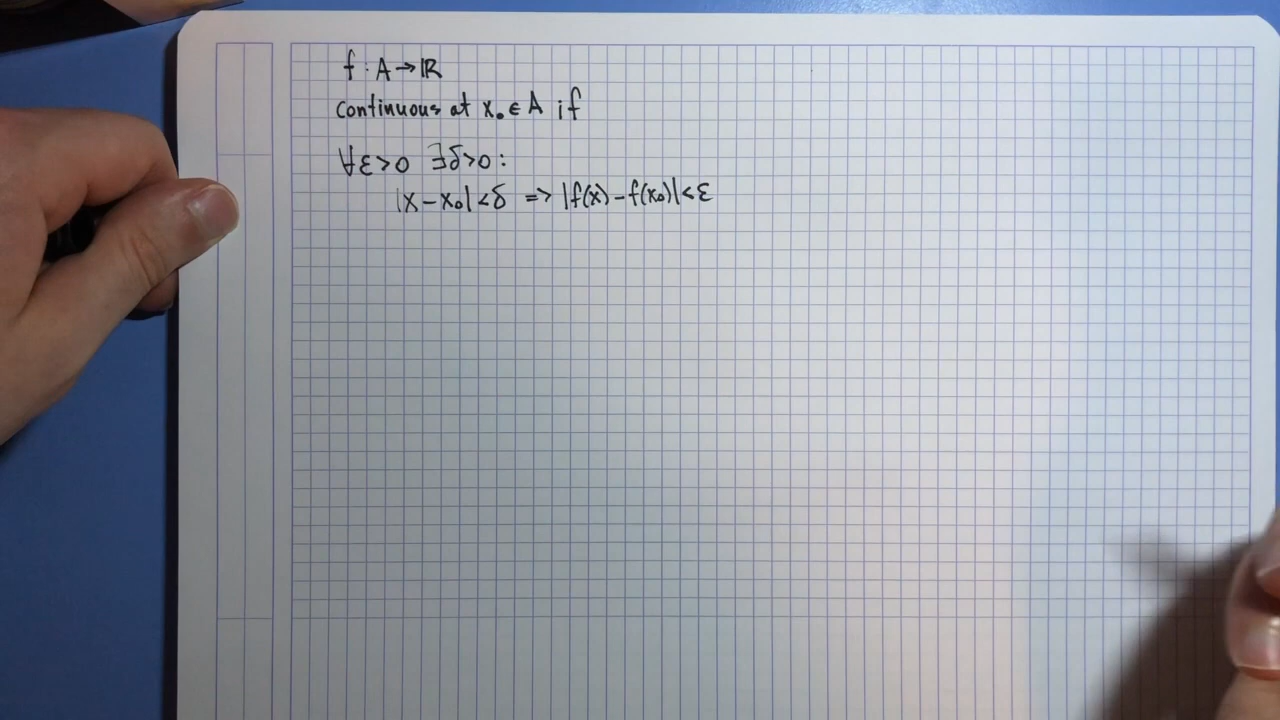 f : A → ℝ
continuous at x₀ ∈ A if
∀ε>0 ∃δ>0:
|x-x₀|<δ => |f(x)-f(x₀)|<ε